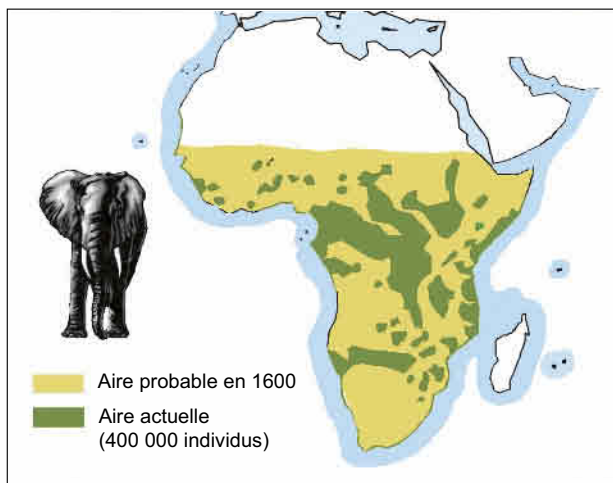 Aire probable en 1600
Aire actuelle
(400 000 individus)